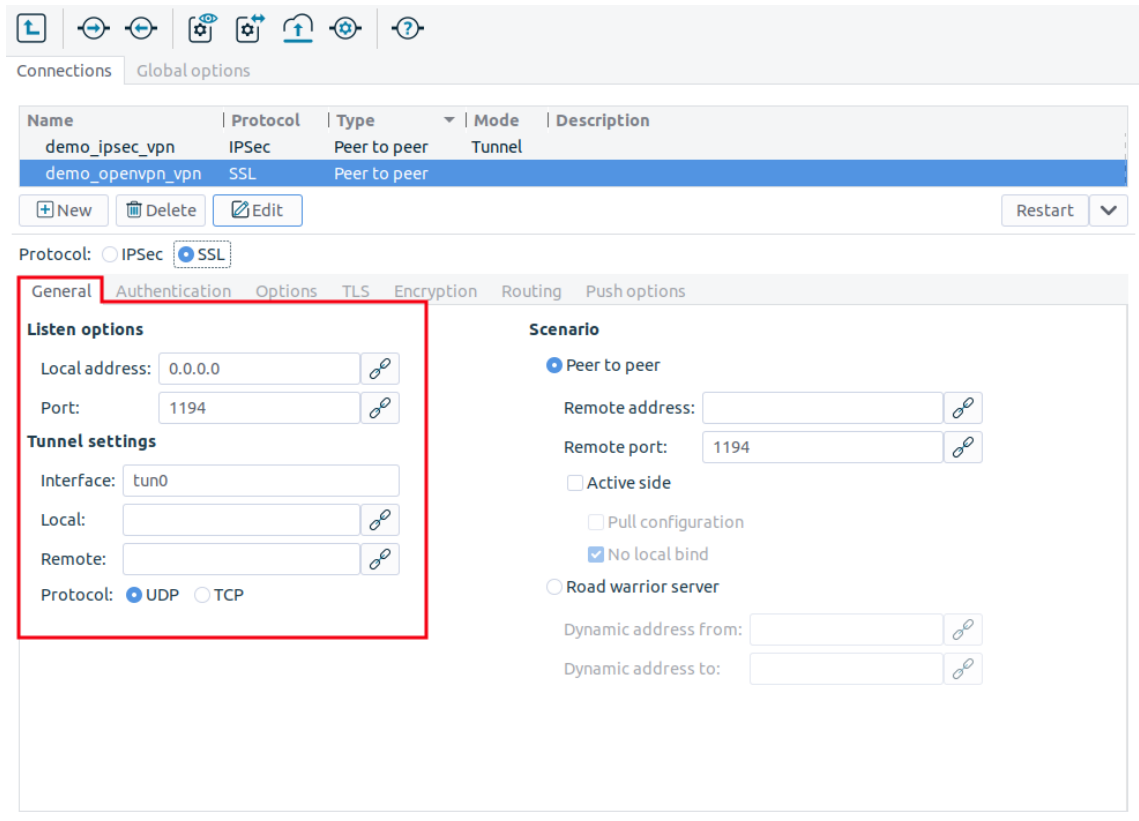 Connections Global options
Name Protocol Type Mode Description
demo_ipsec_vpn IPSec Peer to peer Tunnel
demo_openvpn_vpn SSL Peer to peer
New Delete Edit Restart
Protocol: IPSec SSL
General Authentication Options TLS Encryption Routing Push options
Listen options
Local address: 0.0.0.0
Port: 1194
Tunnel settings
Interface: tun0
Local:
Remote:
Protocol: UDP TCP
Scenario
Peer to peer
Remote address:
Remote port: 1194
Active side
Pull configuration
No local bind
Road warrior server
Dynamic address from:
Dynamic address to: